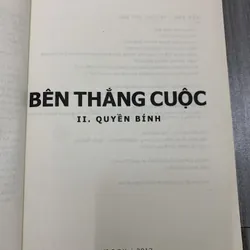 BÊN THẮNG CUỘC
II. QUYỀN BÍNH